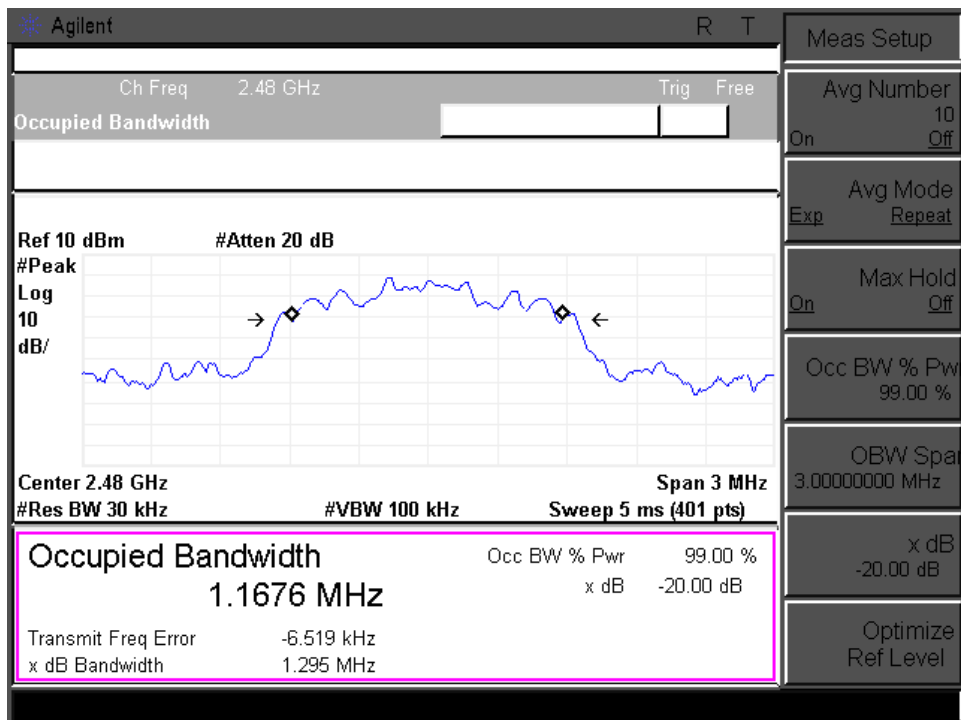 Agilent R T
Meas Setup
Ch Freq 2.48 GHz Trig Free
Occupied Bandwidth
Avg Number
10
On Off
Avg Mode
Exp Repeat
Ref 10 dBm #Atten 20 dB
#Peak
Log
10
dB/
Max Hold
On Off
Occ BW % Pw
99.00 %
OBW Spa
3.00000000 MHz
Center 2.48 GHz Span 3 MHz
#Res BW 30 kHz #VBW 100 kHz Sweep 5 ms (401 pts)
Occupied Bandwidth Occ BW % Pwr 99.00 %
1.1676 MHz x dB -20.00 dB
Transmit Freq Error -6.519 kHz
x dB Bandwidth 1.295 MHz
x dB
-20.00 dB
Optimize
Ref Level